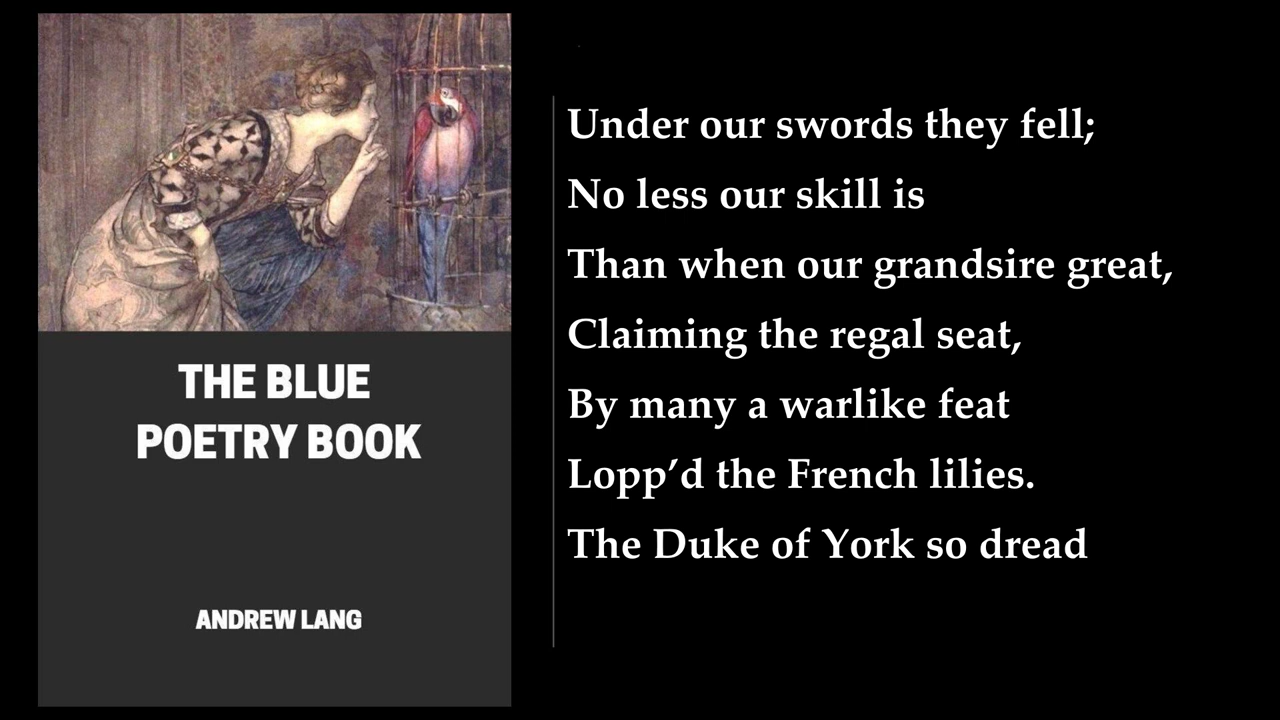 THE BLUE
POETRY BOOK
ANDREW LANG
Under our swords they fell;
No less our skill is
Than when our grandsire great,
Claiming the regal seat,
By many a warlike feat
Lopp’d the French lilies.
The Duke of York so dread